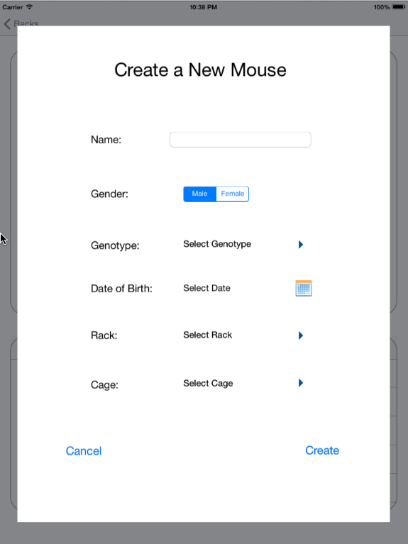 Carrier 10:38 PM 100%
Racks
Create a New Mouse
Name:
Gender: Male Female
Genotype: Select Genotype
Date of Birth: Select Date
Rack: Select Rack
Cage: Select Cage
Cancel Create